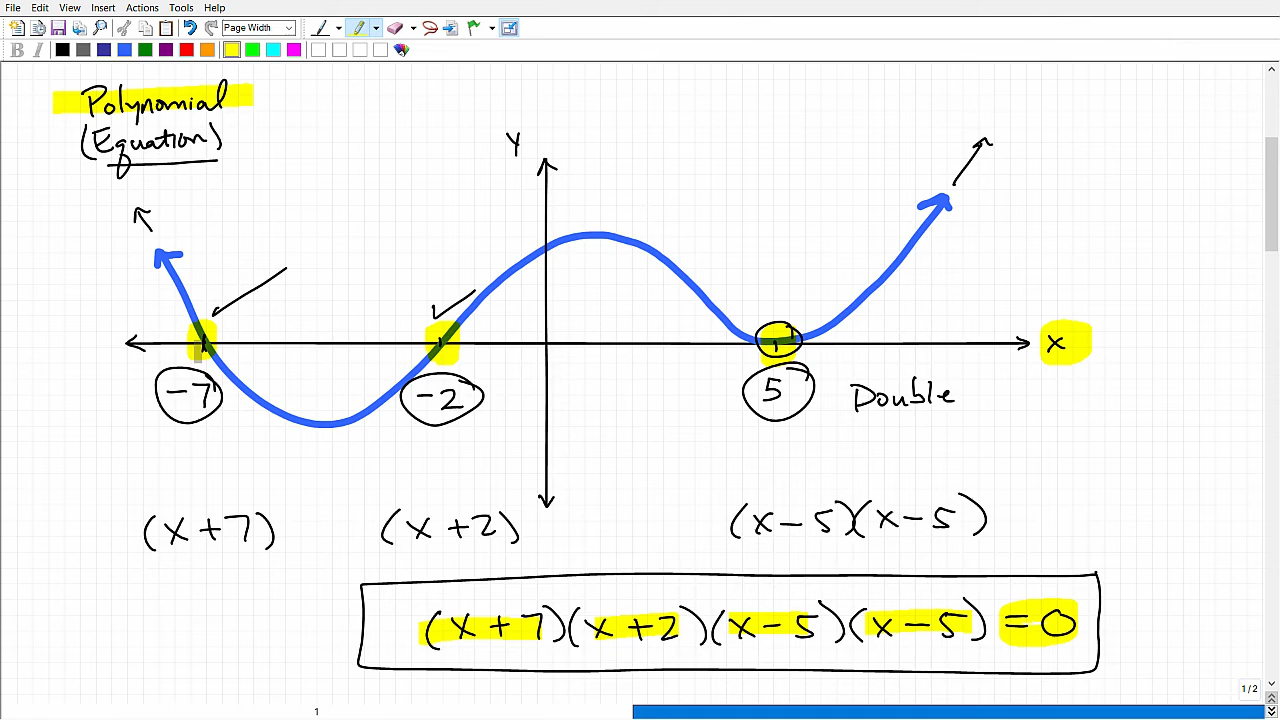 File Edit View Insert Actions Tools Help
Page Width
B I
Polynomial
(Equation)
Y
X
-7 -2 5 Double
(x+7) (x+2) (x-5)(x-5)
(x+7)(x+2)(x-5)(x-5) = 0
1/2
1